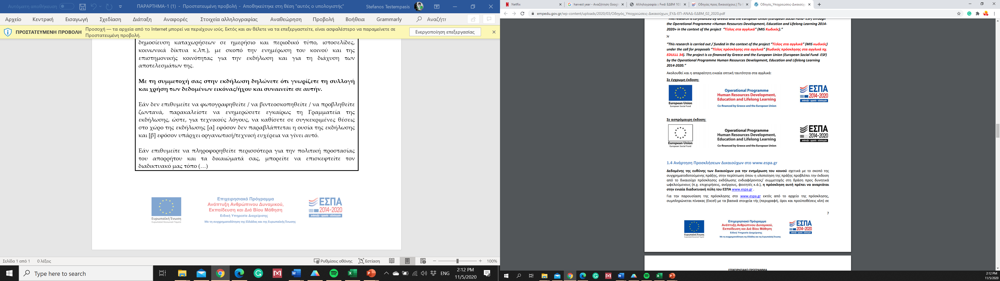 Αυτόματη αποθήκευση
ΠΑΡΑΡΤΗΜΑ-1 (1) - Προστατευμένη προβολή - Αποθηκεύτηκε στη θέση "αυτός ο υπολογιστής"
Stefanos Testempasis
Αρχείο Κεντρική Εισαγωγή Σχεδίαση Διάταξη Αναφορές Στοιχεία αλληλογραφίας Αναθεώρηση Προβολή Βοήθεια Grammarly Αναζήτη
ΠΡΟΣΤΑΤΕΥΜΕΝΗ ΠΡΟΒΟΛΗ Προσοχή — τα αρχεία από το Internet μπορεί να περιέχουν ιούς. Εκτός και αν θέλετε να τα επεξεργαστείτε, είναι ασφαλέστερο να παραμείνετε σε
Προστατευμένη προβολή.
Ενεργοποίηση επεξεργασίας
δημοσίευση καταχωρήσεων σε ημερήσιο και περιοδικό τύπο, ιστοσελίδες,
κοινωνικά δίκτυα κ.λπ.), με σκοπό την ενημέρωση του κοινού και της
επιστημονικής κοινότητας για την εκδήλωση και για τη διάχυση των
αποτελεσμάτων της.
Με τη συμμετοχή σας στην εκδήλωση δηλώνετε ότι γνωρίζετε τη συλλογή
και χρήση των δεδομένων εικόνας/ήχου και συναινείτε σε αυτήν.
Εάν δεν επιθυμείτε να φωτογραφηθείτε / να βιντεοσκοπηθείτε / να προβληθείτε
ζωντανά, παρακαλείστε να ενημερώσετε εγκαίρως τη Γραμματεία της
εκδήλωσης, ώστε, για τεχνικούς λόγους, να καθίσετε σε συγκεκριμένες θέσεις
στο χώρο της εκδήλωσης [α] εφόσον δεν παραβλάπτεται η ουσία της εκδήλωσης
και [β] εφόσον υπάρχει οργανωτική/τεχνική ευχέρεια να γίνει αυτό.
Εάν επιθυμείτε να πληροφορηθείτε περισσότερα για την πολιτική προστασίας
του απορρήτου και τα δικαιώματά σας, μπορείτε να επισκεφτείτε τον
διαδικτυακό μας τόπο (…)
Ευρωπαϊκή Ένωση
Ευρωπαϊκό Κοινωνικό Ταμείο
Επιχειρησιακό Πρόγραμμα
Ανάπτυξη Ανθρώπινου Δυναμικού,
Εκπαίδευση και Διά Βίου Μάθηση
Ειδική Υπηρεσία Διαχείρισης
Με τη συγχρηματοδότηση της Ελλάδας και της Ευρωπαϊκής Ένωσης
ΕΣΠΑ
2014-2020
ανάπτυξη - εργασία - αλληλεγγύη
Σελίδα 1 από 1 0 λέξεις
Ρυθμίσεις οθόνης Εστίαση 100%
Type here to search
ENG
2:12 PM
11/5/2020
Netflix
harvest year - Αναζήτηση Googl
Αλληλογραφία :: Fwd: ΕΔΒΜ 103
Οδηγίες προς δικαιούχους | Το Ε
Οδηγός_Υποχρεώσεις-Δικαιούχ
empedu.gov.gr/wp-content/uploads/2020/03/Οδηγός_Υποχρεώσεις-Δικαιούχων_ΕΥΔ-ΕΠ-ΑΝΑΔ-ΕΔΒΜ_02_2020.pdf
"This research is co-financed by Greece and the European Union (European Social Fund- ESF) through
the Operational Programme «Human Resources Development, Education and Lifelong Learning 2014-
2020» in the context of the project "Τίτλος στα αγγλικά" (MIS Κωδικός)."
Ή
"This research is carried out / funded in the context of the project "Τίτλος στα αγγλικά" (MIS κωδικός)
under the call for proposals "Τίτλος πρόσκλησης στα αγγλικά" (Κωδικός πρόσκλησης στα αγγλικά πχ.
EDULLL 34). The project is co-financed by Greece and the European Union (European Social Fund- ESF)
by the Operational Programme Human Resources Development, Education and Lifelong Learning
2014-2020."
Ακολουθεί και η απαραίτητη ενιαία οπτική ταυτότητα στα αγγλικά:
Σε έγχρωμη έκδοση:
European Union
European Social Fund
Operational Programme
Human Resources Development,
Education and Lifelong Learning
Co-financed by Greece and the European Union
ΕΣΠΑ
2014-2020
ανάπτυξη - εργασία - αλληλεγγύη
Σε ασπρόμαυρη έκδοση:
European Union
European Social Fund
Operational Programme
Human Resources Development,
Education and Lifelong Learning
Co-financed by Greece and the European Union
ΕΣΠΑ
2014-2020
ανάπτυξη - εργασία - αλληλεγγύη
1.4 Ανάρτηση Προσκλήσεων Δικαιούχων στο www.espa.gr
Δεδομένης της ευθύνης των δικαιούχων για την ενημέρωση του κοινού σχετικά με το σκοπό της
συγχρηματοδοτούμενης πράξης, στην περίπτωση όπου η υλοποίηση της πράξης προβλέπει την έκδοση
από το δικαιούχο πρόσκλησης εκδήλωσης ενδιαφέροντος/ συμμετοχής στη δράση προς δυνητικά
ωφελούμενους (π.χ. επιχειρήσεις, ανέργους, φοιτητές κ.ά.), η πρόσκληση αυτή πρέπει να αναρτάται
στην ενιαία διαδικτυακή πύλη του ΕΣΠΑ www.espa.gr .
Για την παρουσίαση της πρόσκλησης στο www.espa.gr εκτός από το αρχείο της πρόσκλησης,
συμπληρώνεται πίνακας (Excel) με τα βασικά στοιχεία τής (περιγραφή, όροι και προϋποθέσεις κλπ) σε
7
Ευρωπαϊκή Ένωση
Ευρωπαϊκό Κοινωνικό Ταμείο
Επιχειρησιακό Πρόγραμμα
Ανάπτυξη Ανθρώπινου Δυναμικού,
Εκπαίδευση και Διά Βίου Μάθηση
Ειδική Υπηρεσία Διαχείρισης
Με τη συγχρηματοδότηση της Ελλάδας και της Ευρωπαϊκής Ένωσης
ΕΣΠΑ
2014-2020
ανάπτυξη - εργασία - αλληλεγγύη
ΕΠΙΧΕΙΡΗΣΙΑΚΟ ΠΡΟΓΡΑΜΜΑ
2:12 PM
11/5/2020